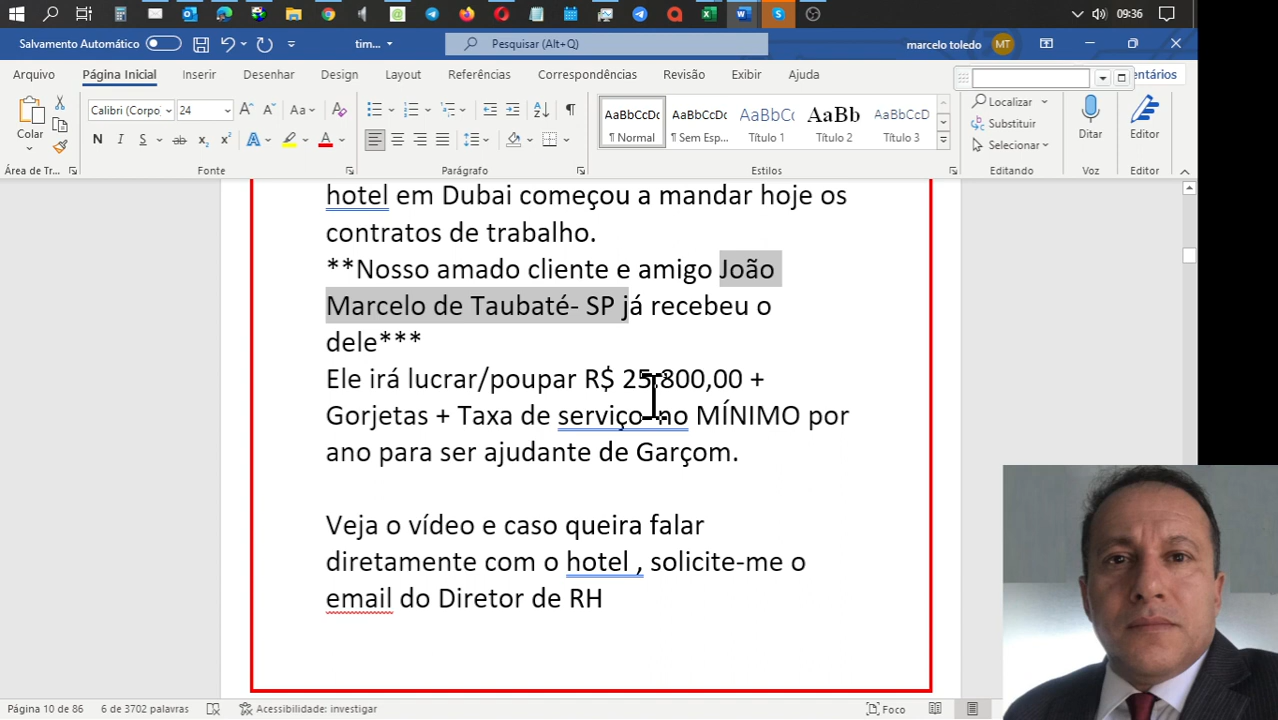 09:36
Salvamento Automático
tim...
Pesquisar (Alt+Q)
marcelo toledo
MT
Arquivo
Página Inicial
Inserir
Desenhar
Design
Layout
Referências
Correspondências
Revisão
Exibir
Ajuda
entários
Colar
Calibri (Corpo
24
Aa
N I S ab x₂ x²
AaBbCcDc
AaBbCcDc
AaBbCc
AaBb
AaBbCcD
¶ Normal
¶ Sem Esp...
Título 1
Título 2
Título 3
Localizar
Substituir
Selecionar
Ditar
Editor
Área de Tr...
Fonte
Parágrafo
Estilos
Editando
Voz
Editor
hotel em Dubai começou a mandar hoje os
contratos de trabalho.
**Nosso amado cliente e amigo João
Marcelo de Taubaté- SP já recebeu o
dele***
Ele irá lucrar/poupar R$ 25.800,00 +
Gorjetas + Taxa de serviço no MÍNIMO por
ano para ser ajudante de Garçom.
Veja o vídeo e caso queira falar
diretamente com o hotel , solicite-me o
email do Diretor de RH
Página 10 de 86
6 de 3702 palavras
Acessibilidade: investigar
Foco